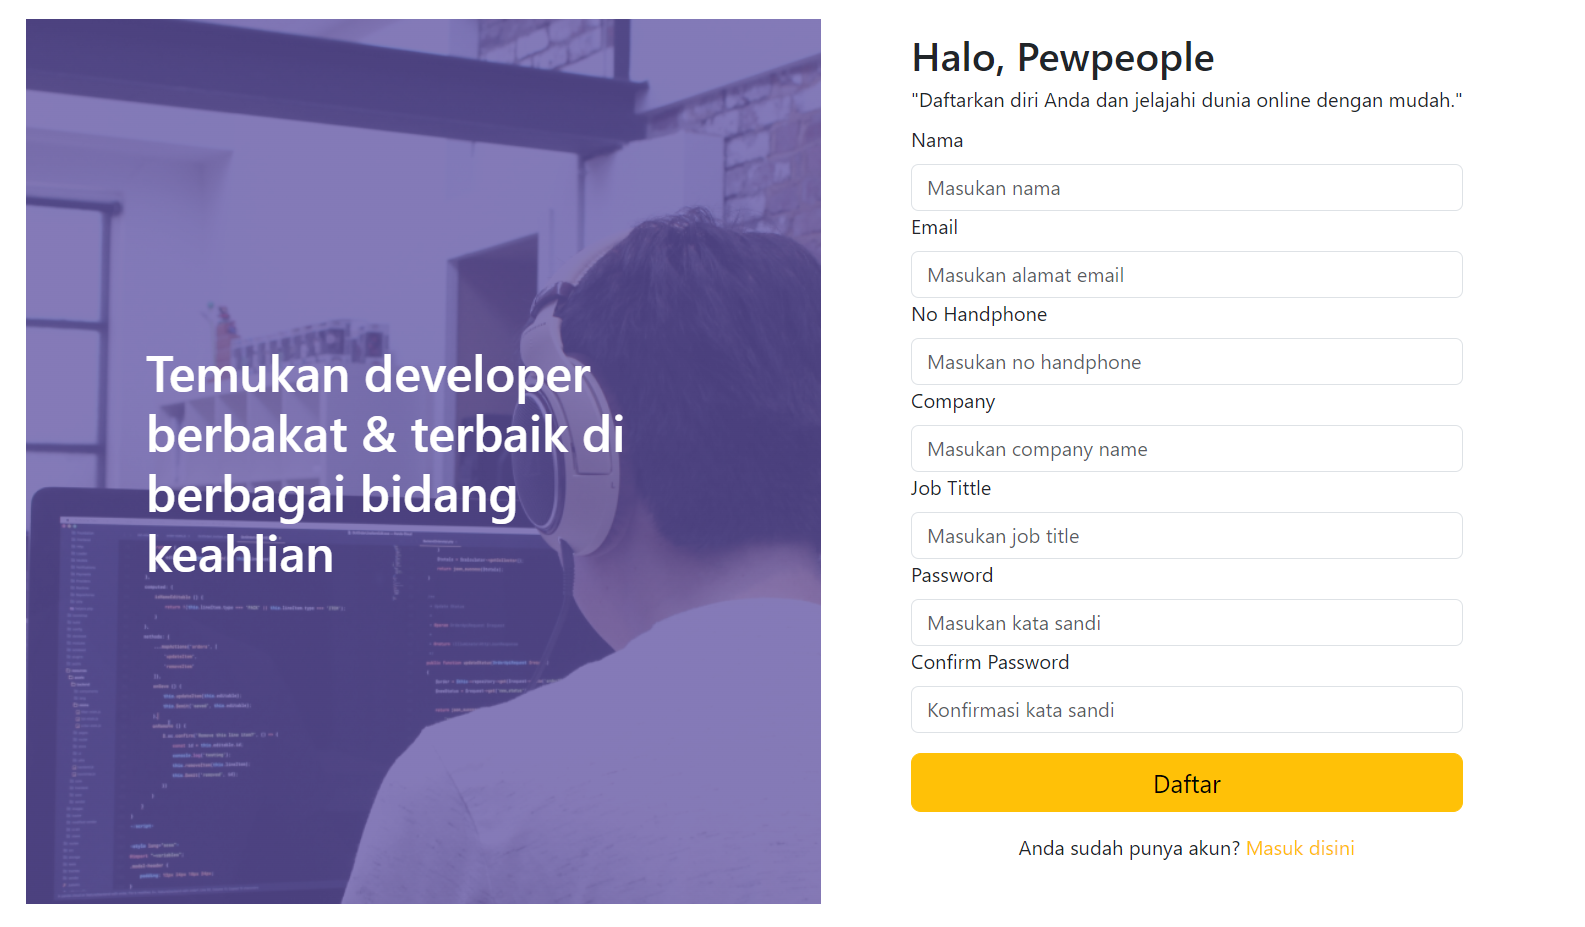 Temukan developer
berbakat & terbaik di
berbagai bidang
keahlian
Halo, Pewpeople
"Daftarkan diri Anda dan jelajahi dunia online dengan mudah."
Nama
Masukan nama
Email
Masukan alamat email
No Handphone
Masukan no handphone
Company
Masukan company name
Job Tittle
Masukan job title
Password
Masukan kata sandi
Confirm Password
Konfirmasi kata sandi
Daftar
Anda sudah punya akun? Masuk disini